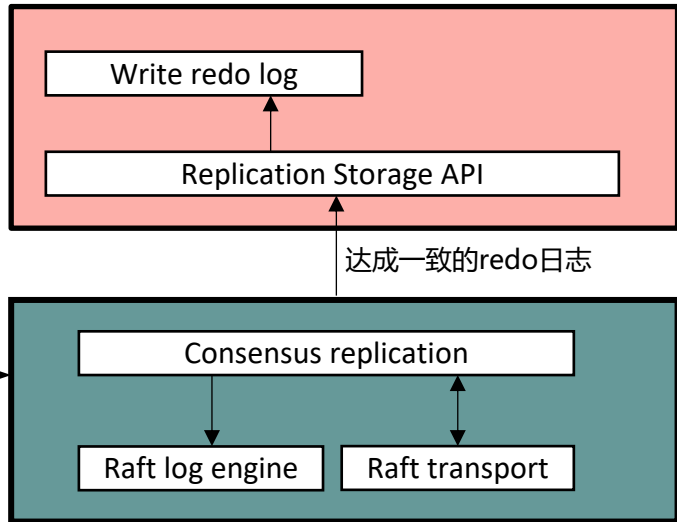 Write redo log
Replication Storage API
达成一致的redo日志
Consensus replication
Raft log engine
Raft transport